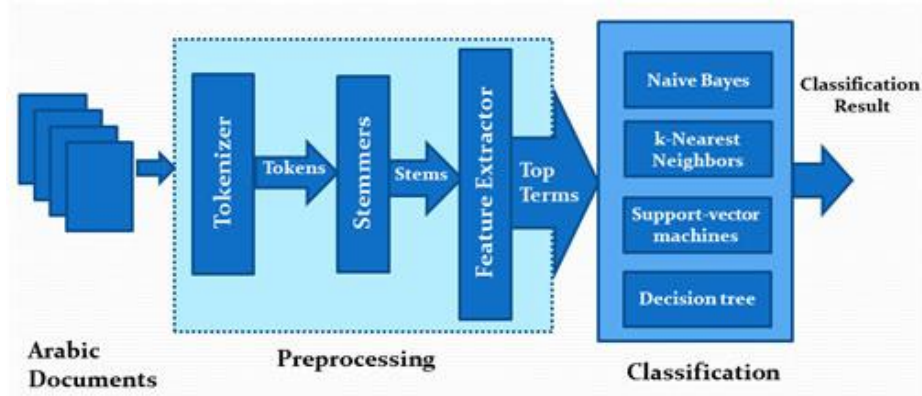 Arabic
Documents
Tokenizer
Tokens
Stemmers
Stems
Feature Extractor
Top
Terms
Preprocessing
Naive Bayes
k-Nearest
Neighbors
Support-vector
machines
Decision tree
Classification
Classification
Result